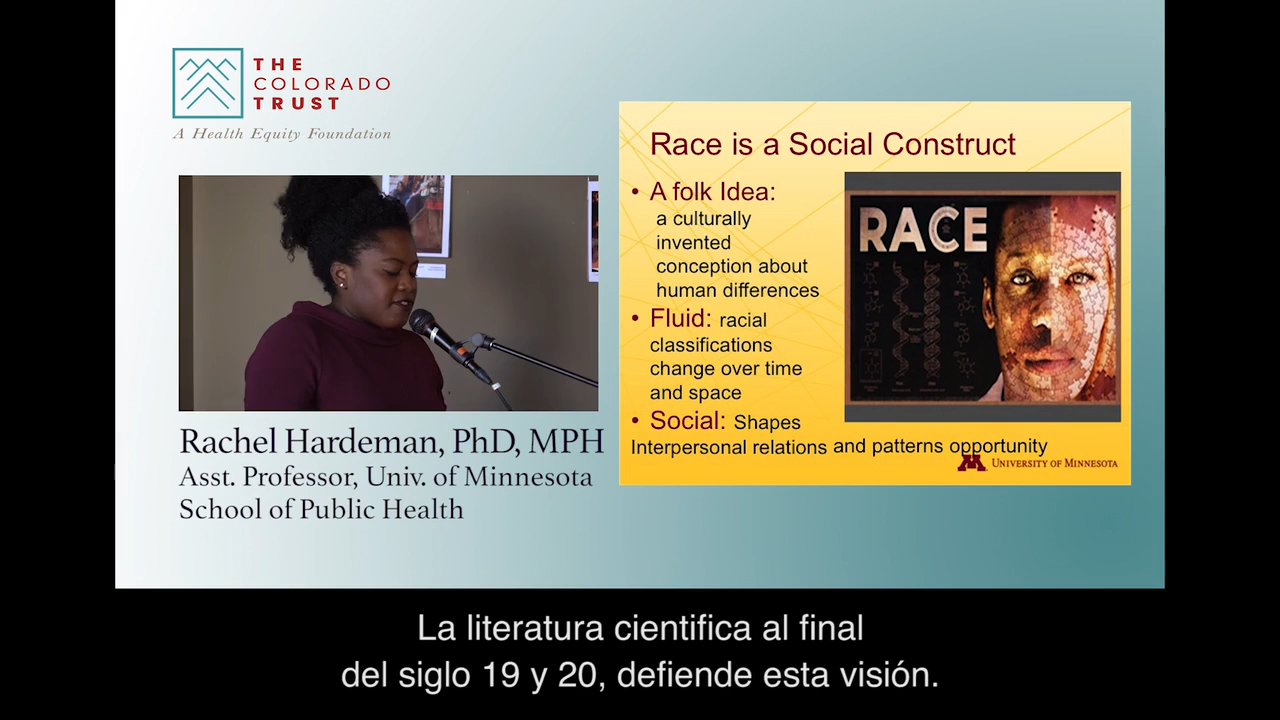 THE
COLORADO
TRUST
A Health Equity Foundation
Rachel Hardeman, PhD, MPH
Asst. Professor, Univ. of Minnesota
School of Public Health
Race is a Social Construct
• A folk Idea:
a culturally
invented
conception about
human differences
• Fluid: racial
classifications
change over time
and space
• Social: Shapes
Interpersonal relations and patterns opportunity
RACE
UNIVERSITY OF MINNESOTA
La literatura cientifica al final
del siglo 19 y 20, defiende esta visión.